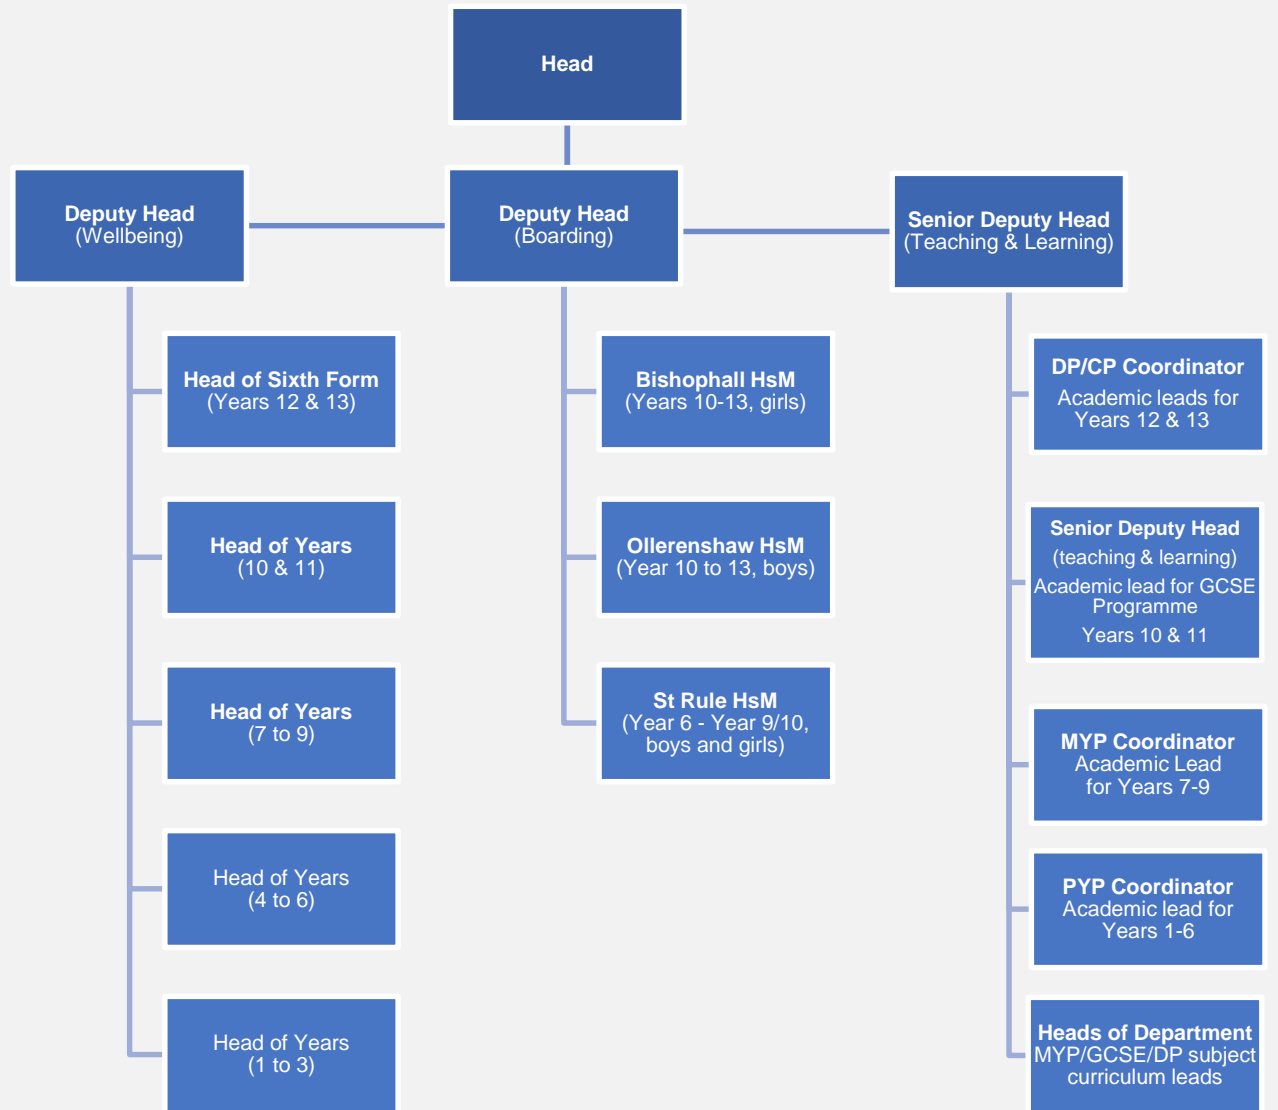 Head
Deputy Head
(Wellbeing)
Deputy Head
(Boarding)
Senior Deputy Head
(Teaching & Learning)
Head of Sixth Form
(Years 12 & 13)
Head of Years
(10 & 11)
Head of Years
(7 to 9)
Head of Years
(4 to 6)
Head of Years
(1 to 3)
Bishophall HsM
(Years 10-13, girls)
Ollerenshaw HsM
(Year 10 to 13, boys)
St Rule HsM
(Year 6 - Year 9/10,
boys and girls)
DP/CP Coordinator
Academic leads for
Years 12 & 13
Senior Deputy Head
(teaching & learning)
Academic lead for GCSE
Programme
Years 10 & 11
MYP Coordinator
Academic Lead
for Years 7-9
PYP Coordinator
Academic lead for
Years 1-6
Heads of Department
MYP/GCSE/DP subject
curriculum leads